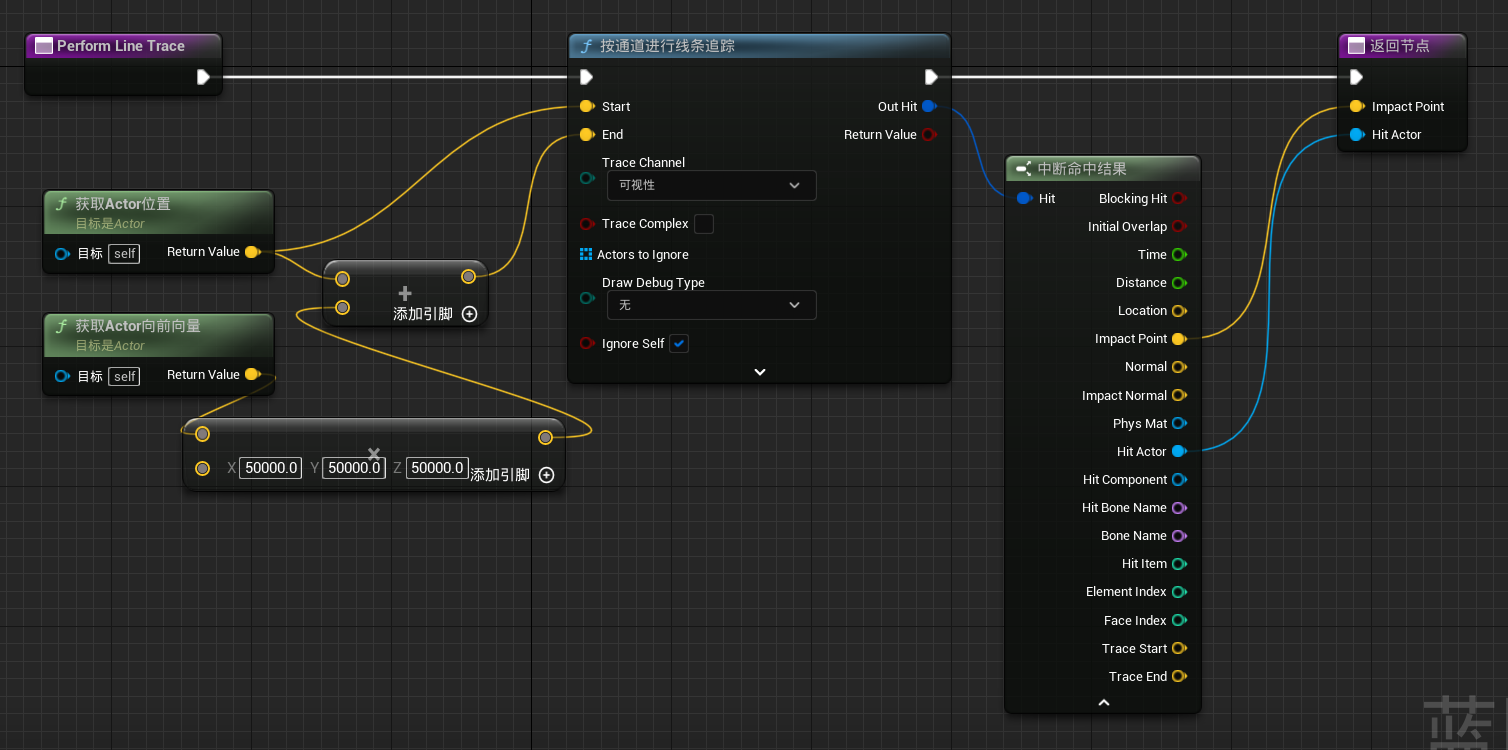 Perform Line Trace
按通道进行线条追踪
Start
End
Trace Channel
可视性
Trace Complex
Actors to Ignore
Draw Debug Type
无
Ignore Self
Out Hit
Return Value
返回节点
Impact Point
Hit Actor
获取Actor位置
目标是Actor
目标 self Return Value
添加引脚
获取Actor向前向量
目标是Actor
目标 self Return Value
X 50000.0 Y 50000.0 Z 50000.0 添加引脚
中断命中结果
Hit
Blocking Hit
Initial Overlap
Time
Distance
Location
Impact Point
Normal
Impact Normal
Phys Mat
Hit Actor
Hit Component
Hit Bone Name
Bone Name
Hit Item
Element Index
Face Index
Trace Start
Trace End
蓝